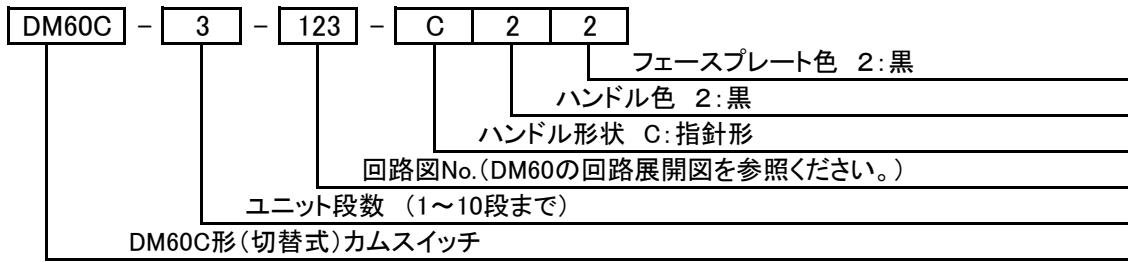 DM60C - 3 - 123 - C 2 2
フェースプレート色 2:黒
ハンドル色 2:黒
ハンドル形状 C:指針形
回路図No.(DM60の回路展開図を参照ください。)
ユニット段数 (1~10段まで)
DM60C形(切替式)カムスイッチ